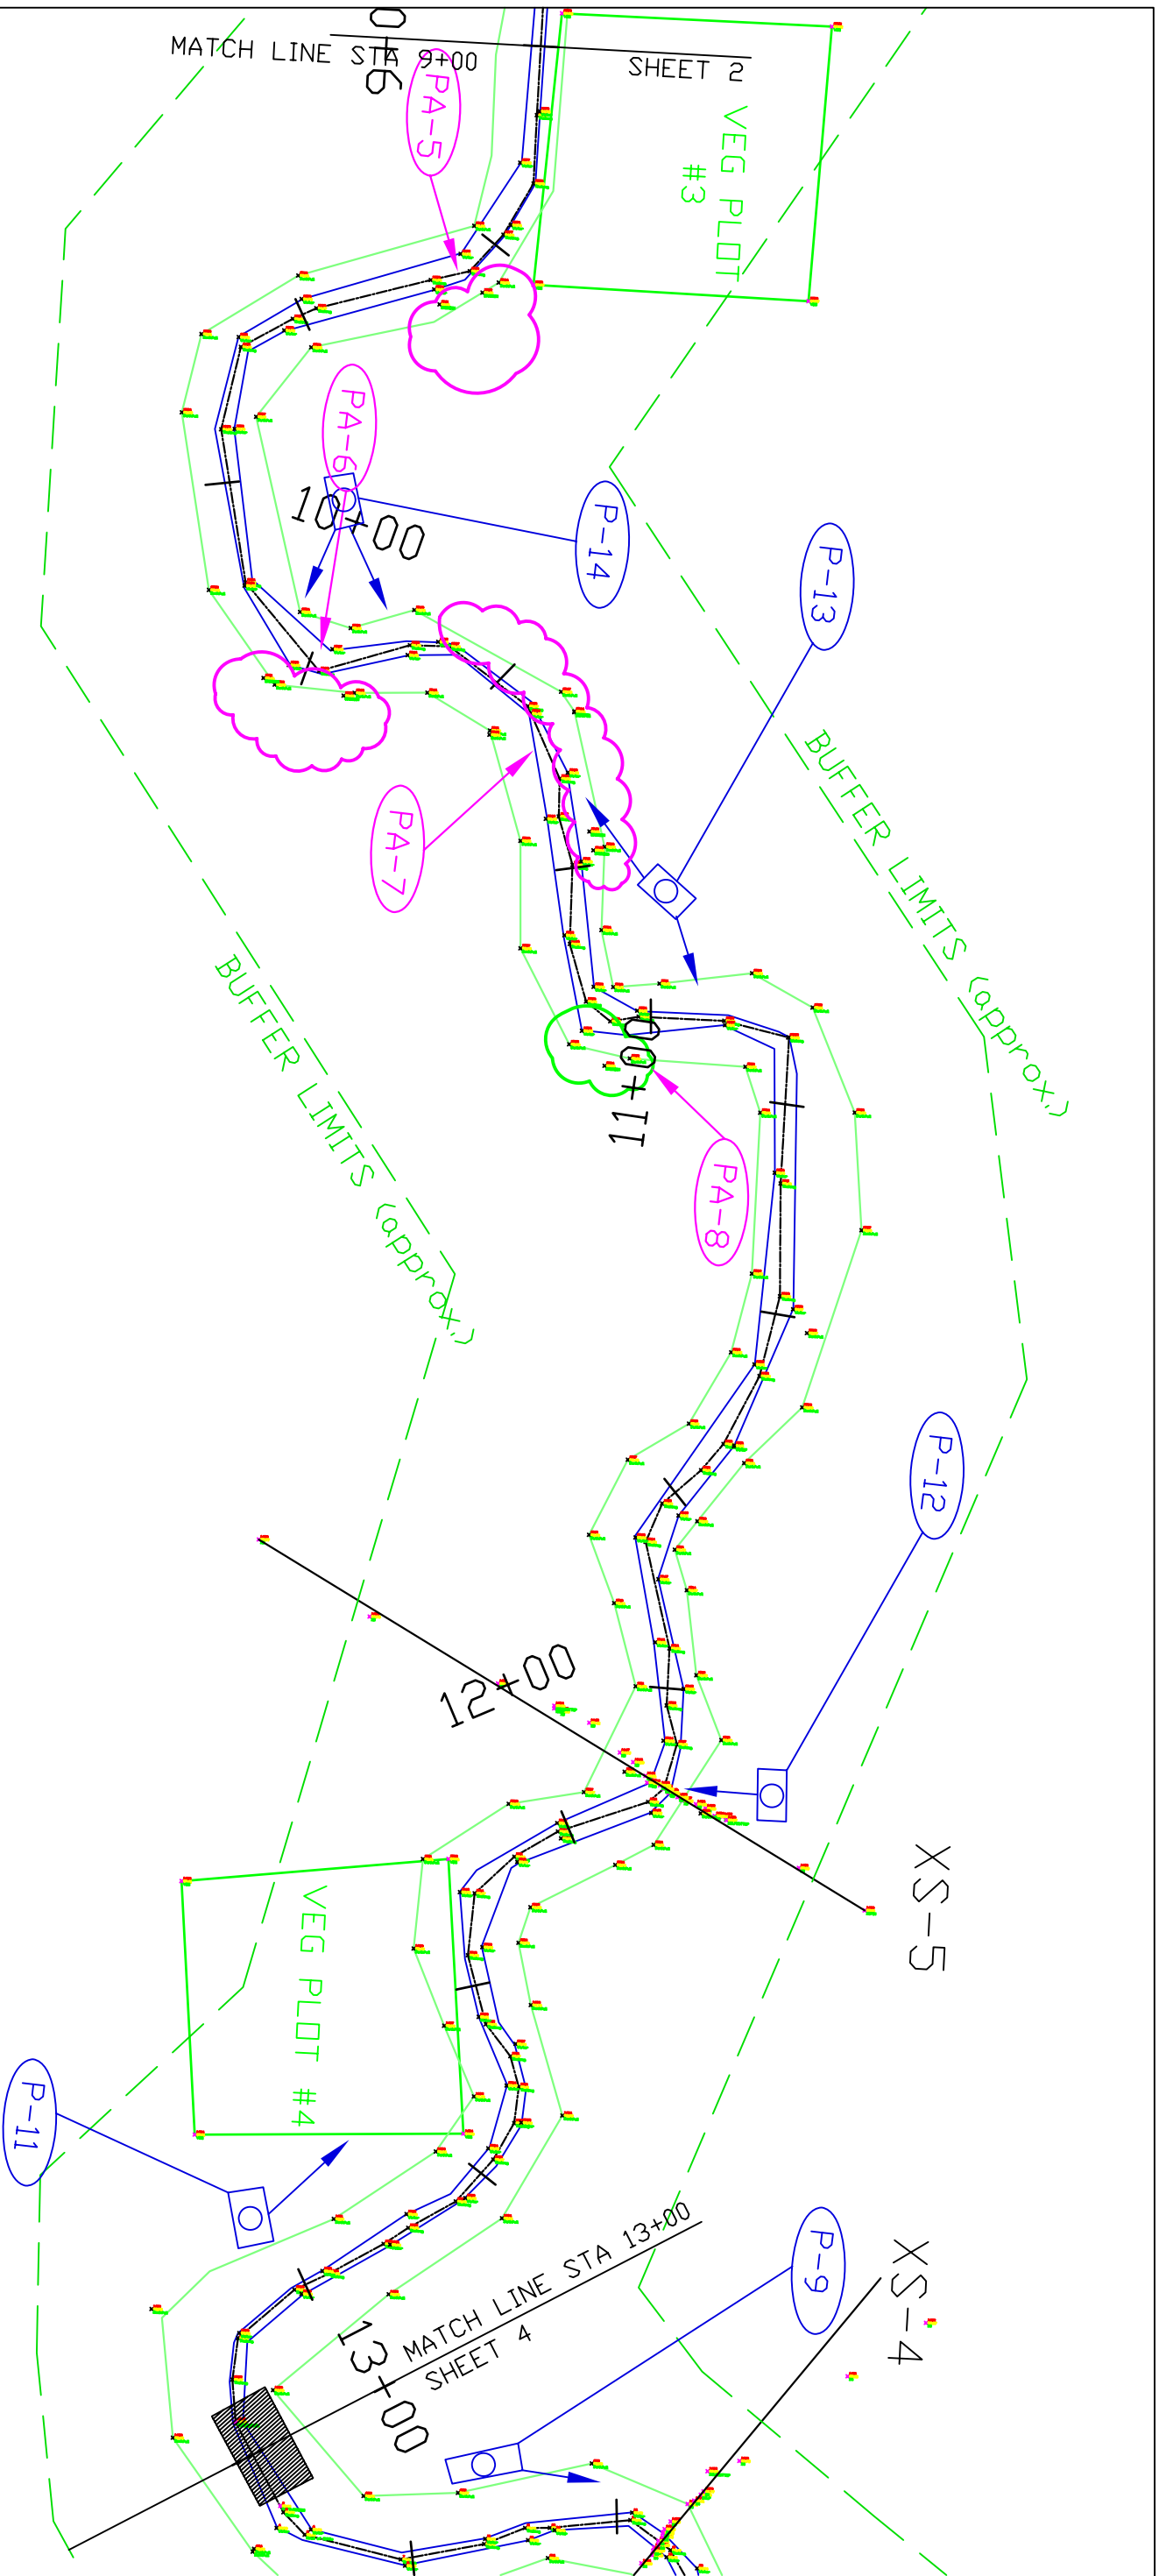 MATCH LINE STA 9+00
SHEET 2
9+0
PA-5
VEG PLOT
#3
PA-6
10+00
P-14
P-13
BUFFER LIMITS (approx.)
PA-7
BUFFER LIMITS (approx.)
11+00
PA-8
P-12
12+00
XS-5
VEG PLOT #4
P-11
MATCH LINE STA 13+00
SHEET 4
13+00
P-9
XS-4